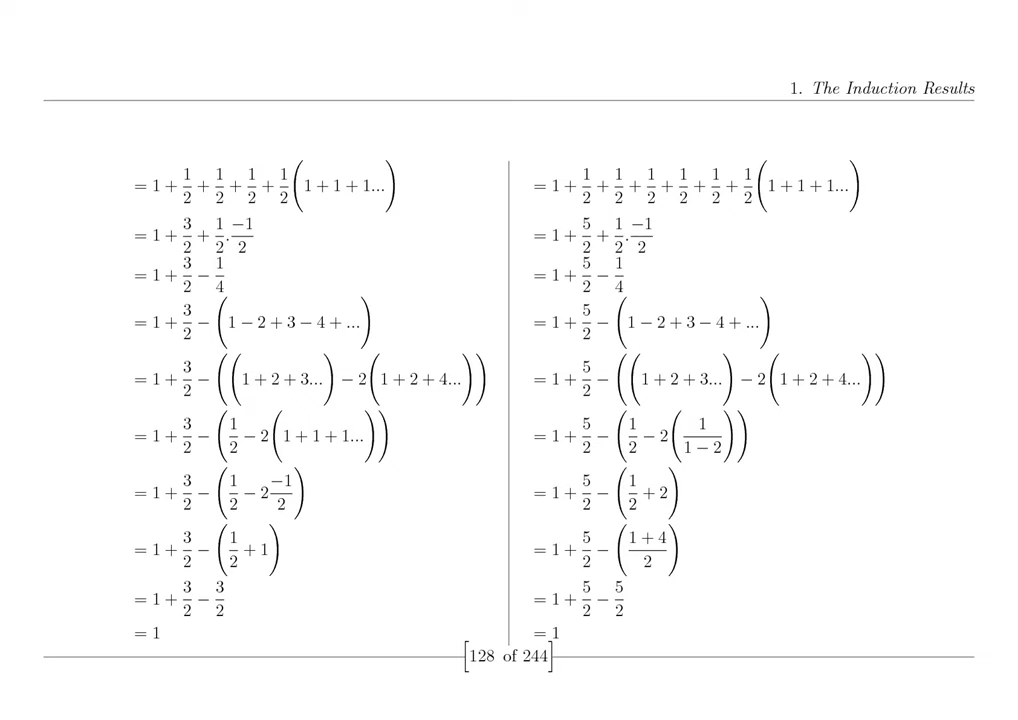 1. The Induction Results
= 1 + 1/2 + 1/2 + 1/2 + 1/2 (1 + 1 + 1...)
= 1 + 3/2 + 1/2 . −1/2
= 1 + 3/2 − 1/4
= 1 + 3/2 − (1 − 2 + 3 − 4 + ...)
= 1 + 3/2 − ((1 + 2 + 3...) − 2(1 + 2 + 4...))
= 1 + 3/2 − (1/2 − 2(1 + 1 + 1...))
= 1 + 3/2 − (1/2 − 2 −1/2)
= 1 + 3/2 − (1/2 + 1)
= 1 + 3/2 − 3/2
= 1
= 1 + 1/2 + 1/2 + 1/2 + 1/2 + 1/2 + 1/2 (1 + 1 + 1...)
= 1 + 5/2 + 1/2 . −1/2
= 1 + 5/2 − 1/4
= 1 + 5/2 − (1 − 2 + 3 − 4 + ...)
= 1 + 5/2 − ((1 + 2 + 3...) − 2(1 + 2 + 4...))
= 1 + 5/2 − (1/2 − 2(1/(1 − 2)))
= 1 + 5/2 − (1/2 + 2)
= 1 + 5/2 − ((1 + 4)/2)
= 1 + 5/2 − 5/2
= 1
[128 of 244]